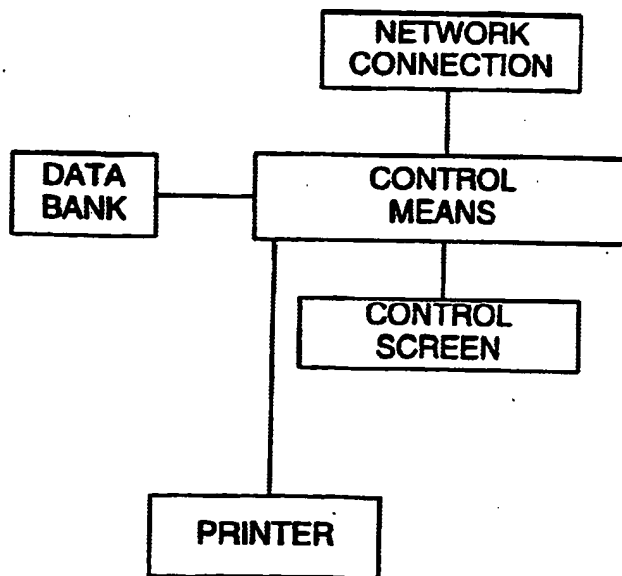 NETWORK
CONNECTION
DATA
BANK
CONTROL
MEANS
CONTROL
SCREEN
PRINTER